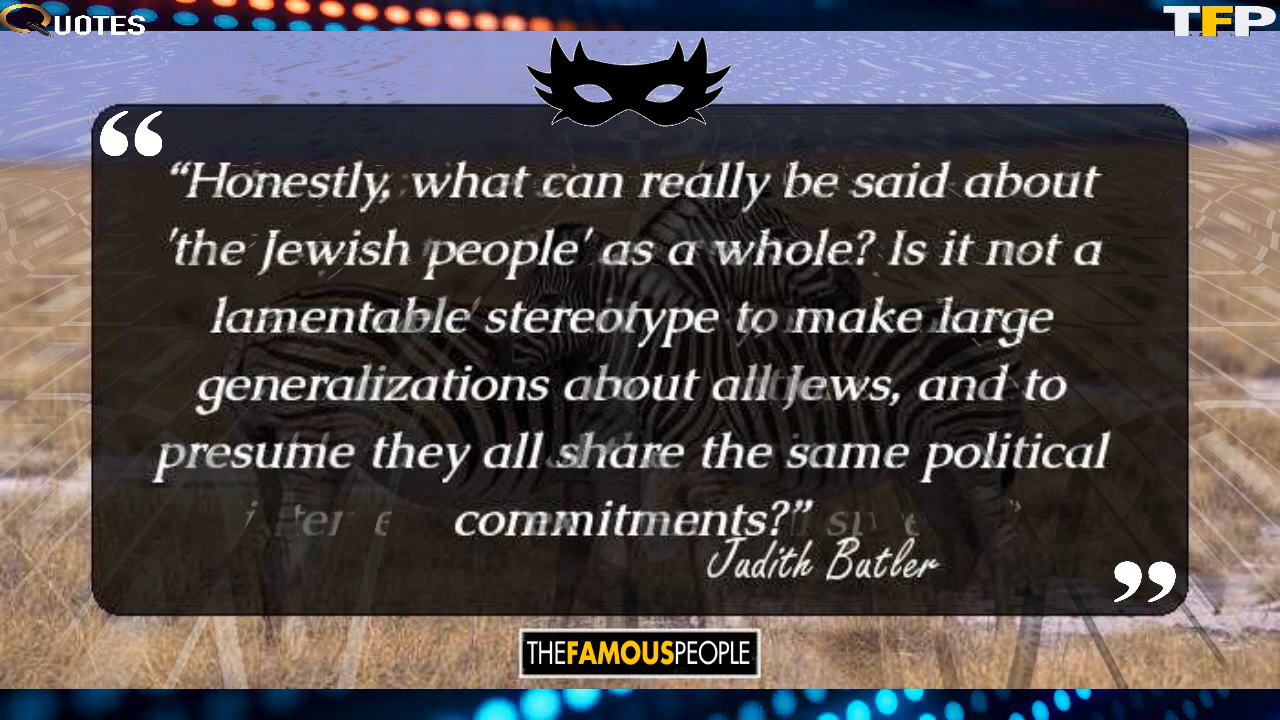 QUOTES
TFP
“
“Honestly, what can really be said about
'the Jewish people' as a whole? Is it not a
lamentable stereotype to make large
generalizations about all Jews, and to
presume they all share the same political
commitments?”
Judith Butler
”
THEFAMOUSPEOPLE